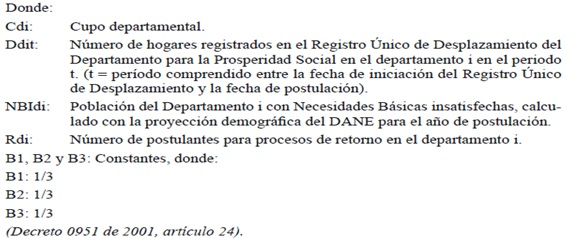 Donde:
Cdi: Cupo departamental.
Ddit: Número de hogares registrados en el Registro Único de Desplazamiento del
Departamento para la Prosperidad Social en el departamento i en el periodo
t. (t = período comprendido entre la fecha de iniciación del Registro Único
de Desplazamiento y la fecha de postulación).
NBIdi: Población del Departamento i con Necesidades Básicas insatisfechas, calcu-
lado con la proyección demográfica del DANE para el año de postulación.
Rdi: Número de postulantes para procesos de retorno en el departamento i.
B1, B2 y B3: Constantes, donde:
B1: 1/3
B2: 1/3
B3: 1/3
(Decreto 0951 de 2001, artículo 24).